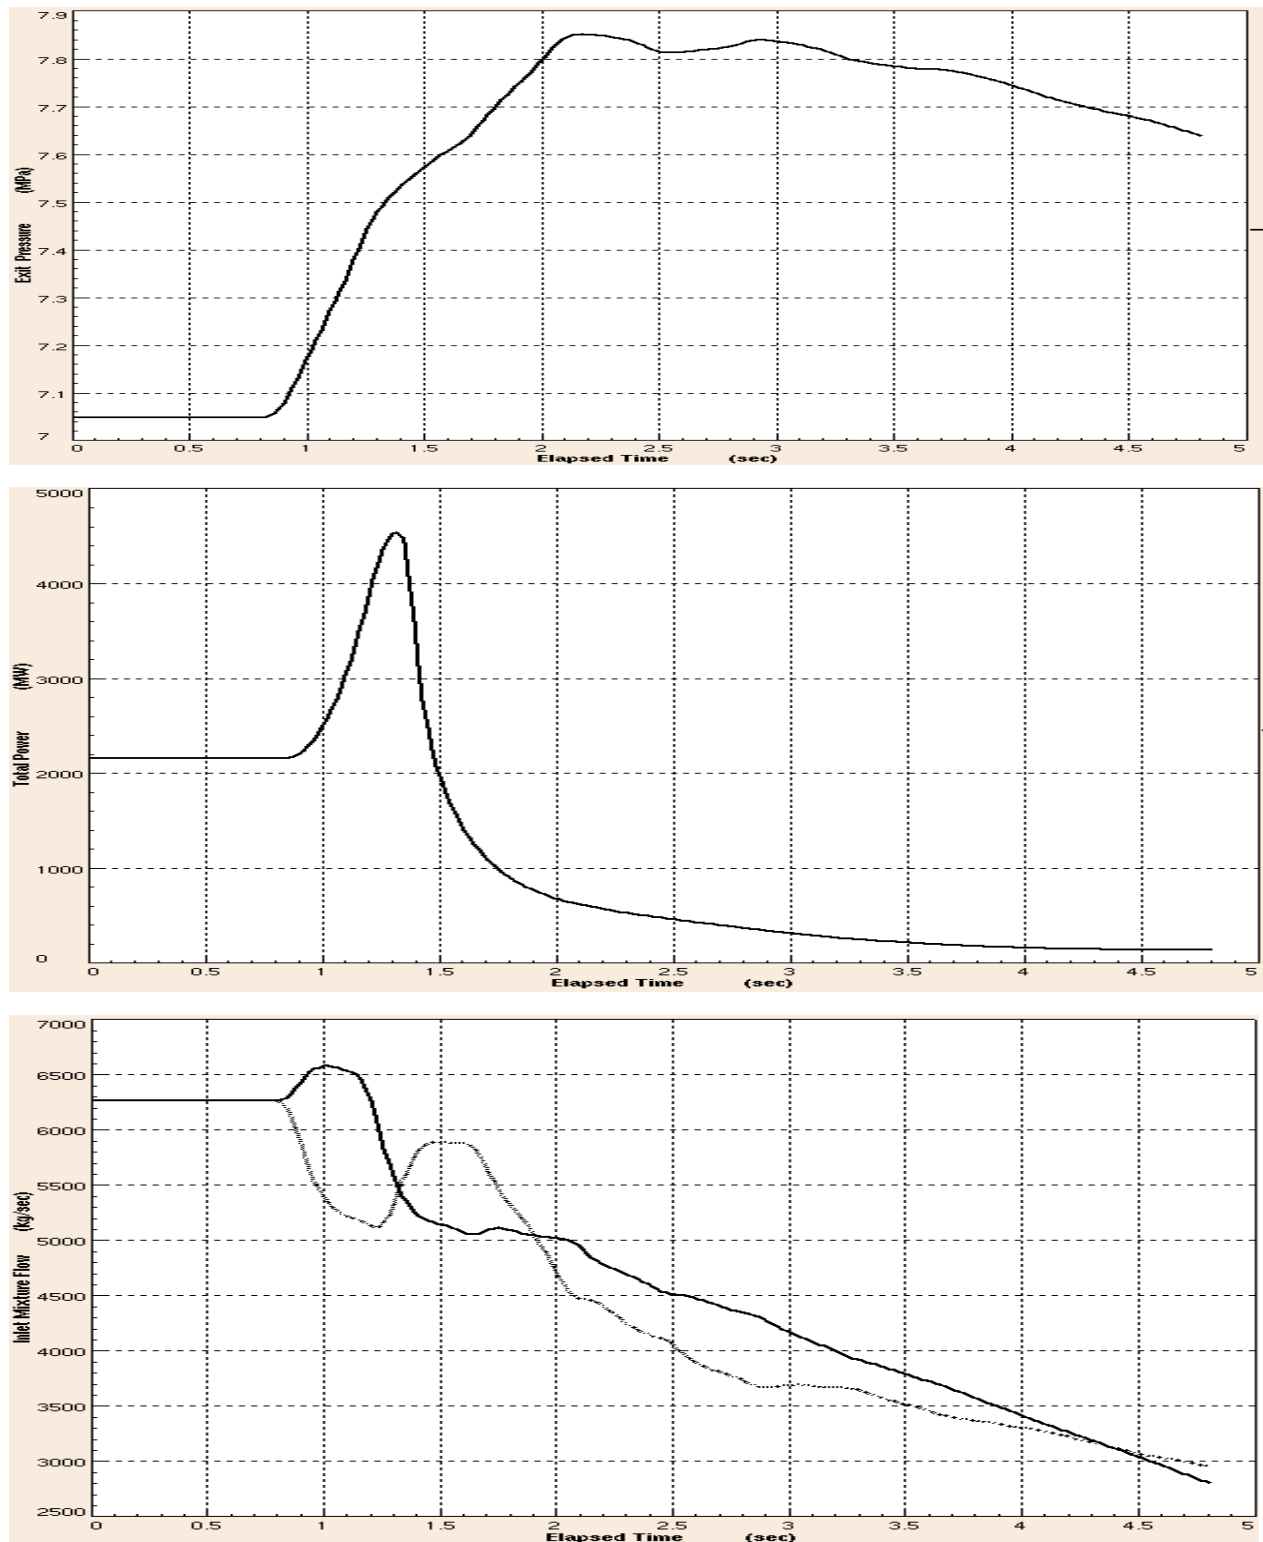 7.9
7.8
7.7
7.6
7.5
7.4
7.3
7.2
7.1
7
Exit Pressure (MPa)
0 0.5 1 1.5 2 2.5 3 3.5 4 4.5 5
Elapsed Time (sec)
5000
4000
3000
2000
1000
0
Total Power (MW)
0 0.5 1 1.5 2 2.5 3 3.5 4 4.5 5
Elapsed Time (sec)
7000
6500
6000
5500
5000
4500
4000
3500
3000
2500
Inlet Mixture Flow (kg/sec)
0 0.5 1 1.5 2 2.5 3 3.5 4 4.5 5
Elapsed Time (sec)